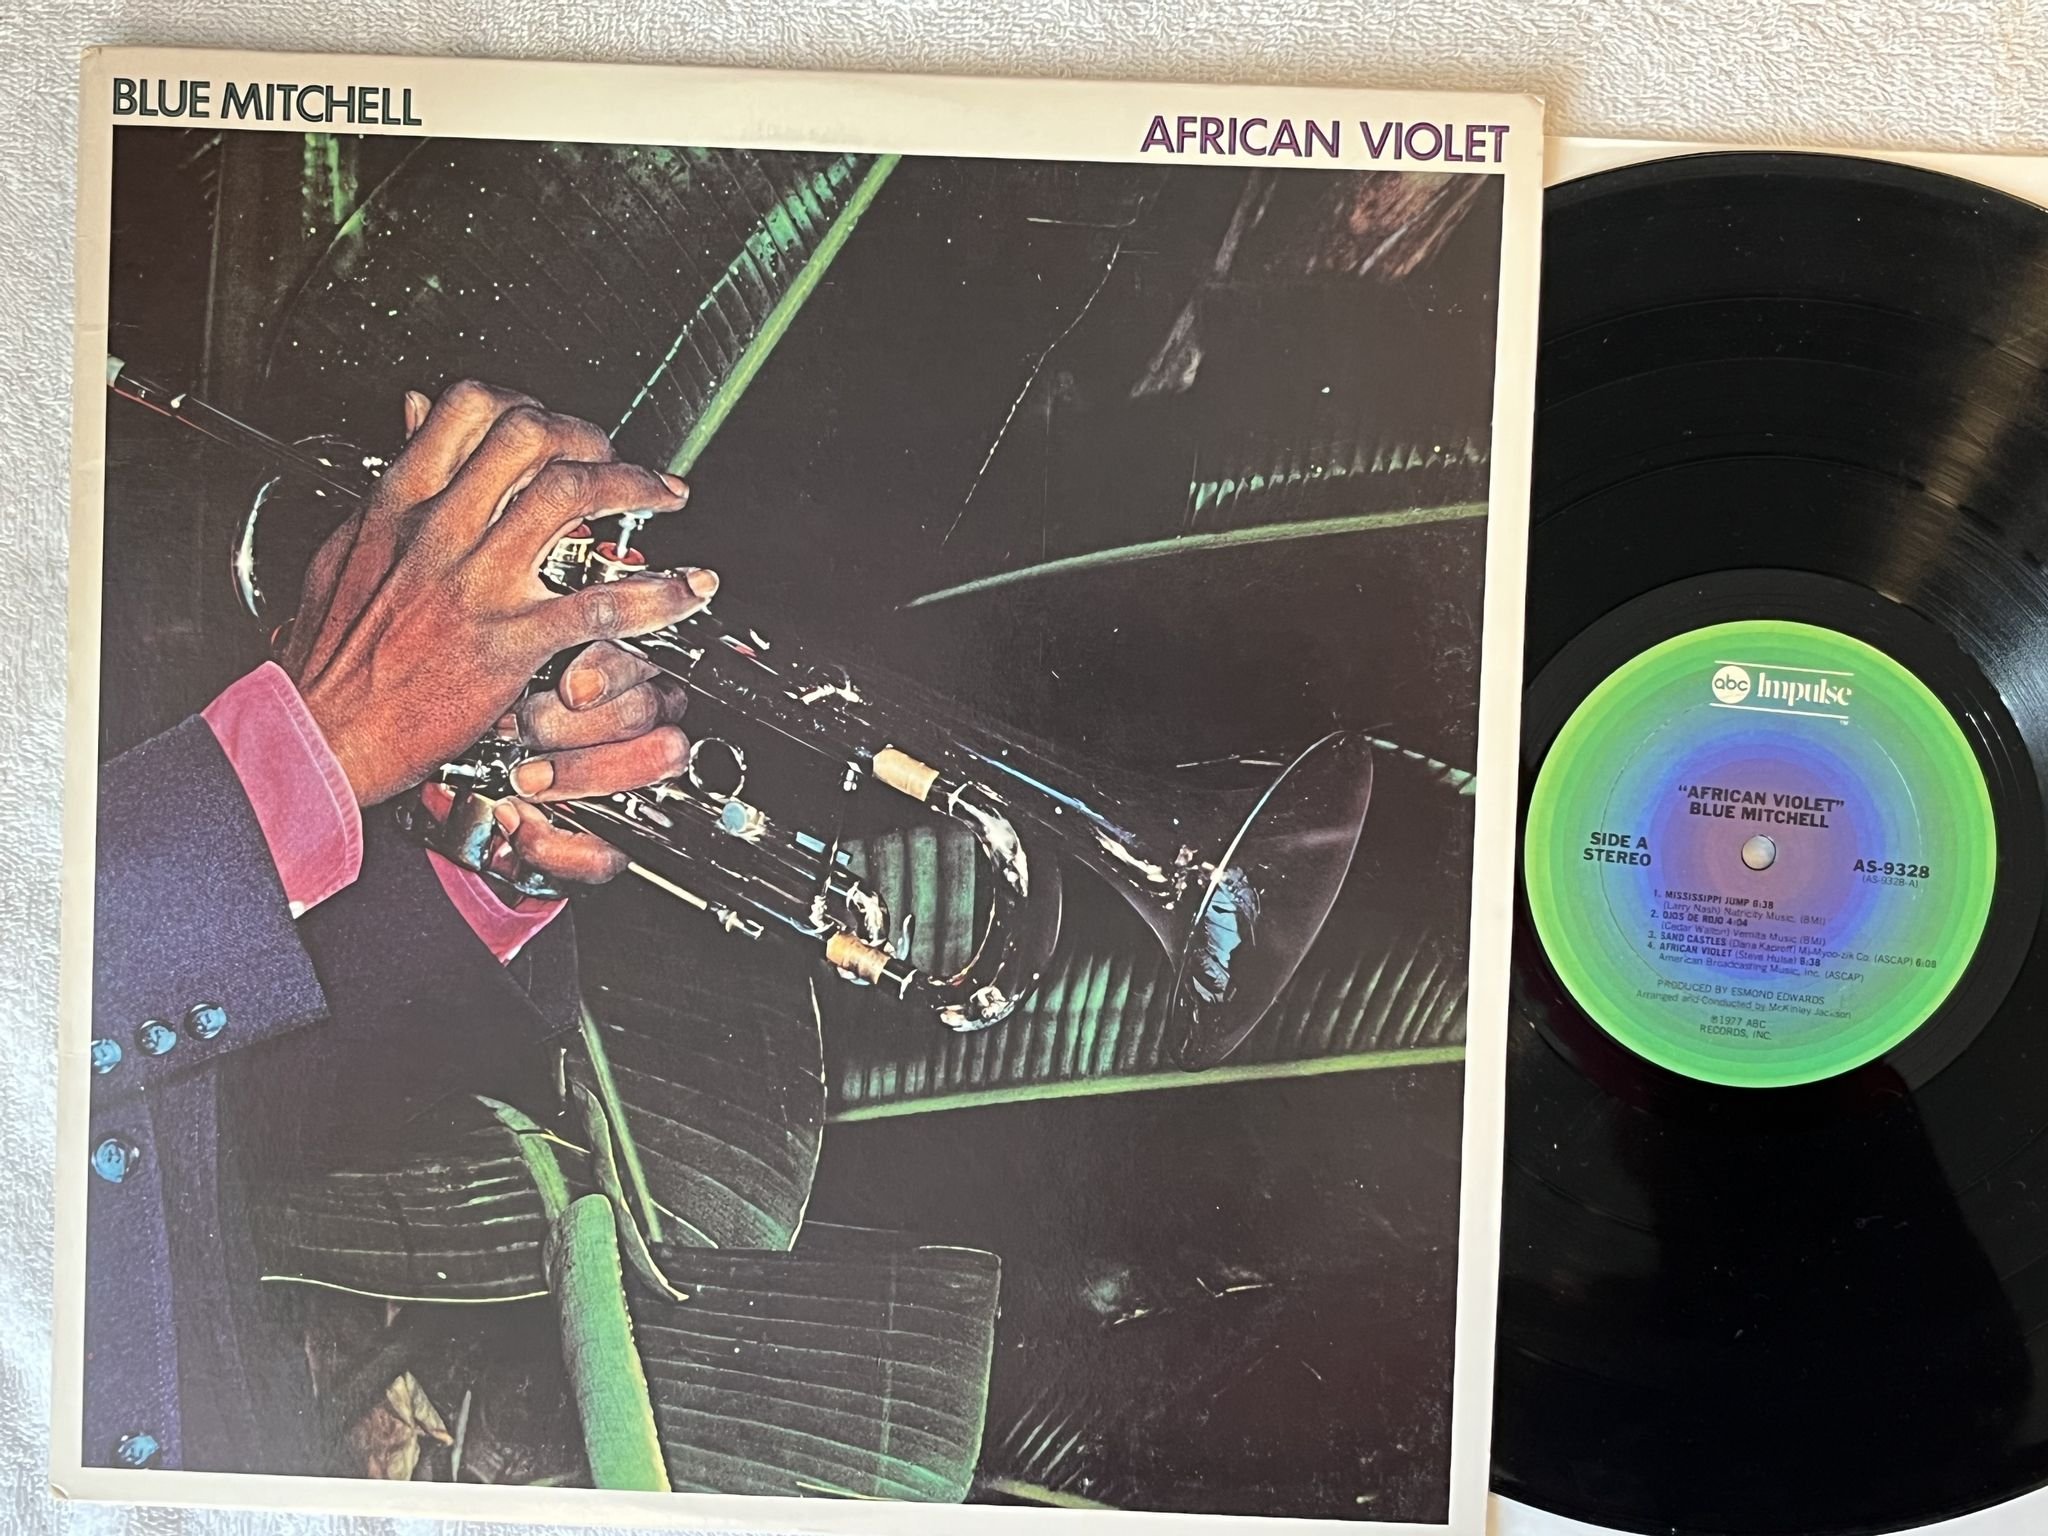 BLUE MITCHELL
AFRICAN VIOLET
abc Impulse
TM
"AFRICAN VIOLET"
BLUE MITCHELL
SIDE A
STEREO
AS-9328
(AS-9328-A)
1. MISSISSIPPI JUMP 6:38
(Larry Nash) Natricity Music, (BMI)
2. OJOS DE ROJO 4:04
(Cedar Walton) Vernita Music (BMI)
3. SAND CASTLES (Dana Kaproff) Mi-Myoo-zik Co. (ASCAP) 6:08
4. AFRICAN VIOLET (Steve Hulse) 6:38
American Broadcasting Music, Inc. (ASCAP)
PRODUCED BY ESMOND EDWARDS
Arranged and Conducted by McKinley Jackson
℗1977 ABC
RECORDS, INC.